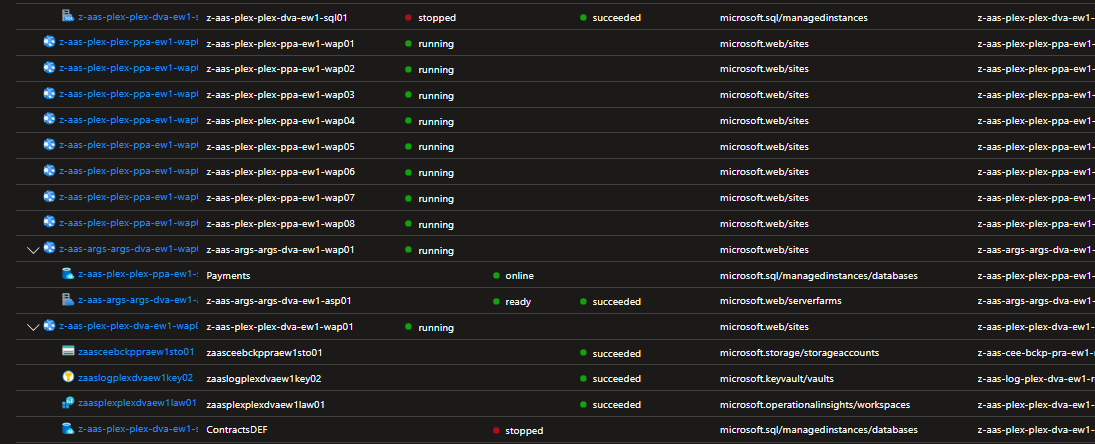 z-aas-plex-plex-dva-ew1-s z-aas-plex-plex-dva-ew1-sql01 stopped succeeded microsoft.sql/managedinstances z-aas-plex-plex-dva-ew1-
z-aas-plex-plex-ppa-ew1-wap0 z-aas-plex-plex-ppa-ew1-wap01 running microsoft.web/sites z-aas-plex-plex-ppa-ew1-
z-aas-plex-plex-ppa-ew1-wap0 z-aas-plex-plex-ppa-ew1-wap02 running microsoft.web/sites z-aas-plex-plex-ppa-ew1-
z-aas-plex-plex-ppa-ew1-wap0 z-aas-plex-plex-ppa-ew1-wap03 running microsoft.web/sites z-aas-plex-plex-ppa-ew1-
z-aas-plex-plex-ppa-ew1-wap0 z-aas-plex-plex-ppa-ew1-wap04 running microsoft.web/sites z-aas-plex-plex-ppa-ew1-
z-aas-plex-plex-ppa-ew1-wap0 z-aas-plex-plex-ppa-ew1-wap05 running microsoft.web/sites z-aas-plex-plex-ppa-ew1-
z-aas-plex-plex-ppa-ew1-wap0 z-aas-plex-plex-ppa-ew1-wap06 running microsoft.web/sites z-aas-plex-plex-ppa-ew1-
z-aas-plex-plex-ppa-ew1-wap0 z-aas-plex-plex-ppa-ew1-wap07 running microsoft.web/sites z-aas-plex-plex-ppa-ew1-
z-aas-plex-plex-ppa-ew1-wap0 z-aas-plex-plex-ppa-ew1-wap08 running microsoft.web/sites z-aas-plex-plex-ppa-ew1-
z-aas-args-args-dva-ew1-wap0 z-aas-args-args-dva-ew1-wap01 running microsoft.web/sites z-aas-args-args-dva-ew1-
z-aas-plex-plex-ppa-ew1-s Payments online microsoft.sql/managedinstances/databases z-aas-plex-plex-ppa-ew1-
z-aas-args-args-dva-ew1- z-aas-args-args-dva-ew1-asp01 ready succeeded microsoft.web/serverfarms z-aas-args-args-dva-ew1-
z-aas-plex-plex-dva-ew1-wap0 z-aas-plex-plex-dva-ew1-wap01 running microsoft.web/sites z-aas-plex-plex-dva-ew1-
zaasceebckppraew1sto01 zaasceebckppraew1sto01 succeeded microsoft.storage/storageaccounts z-aas-cee-bckp-pra-ew1-r
zaaslogplexdvaew1key02 zaaslogplexdvaew1key02 succeeded microsoft.keyvault/vaults z-aas-log-plex-dva-ew1-r
zaasplexplexdvaew1law01 zaasplexplexdvaew1law01 succeeded microsoft.operationalinsights/workspaces z-aas-plex-plex-dva-ew1-
z-aas-plex-plex-dva-ew1-s ContractsDEF stopped microsoft.sql/managedinstances/databases z-aas-plex-plex-dva-ew1-